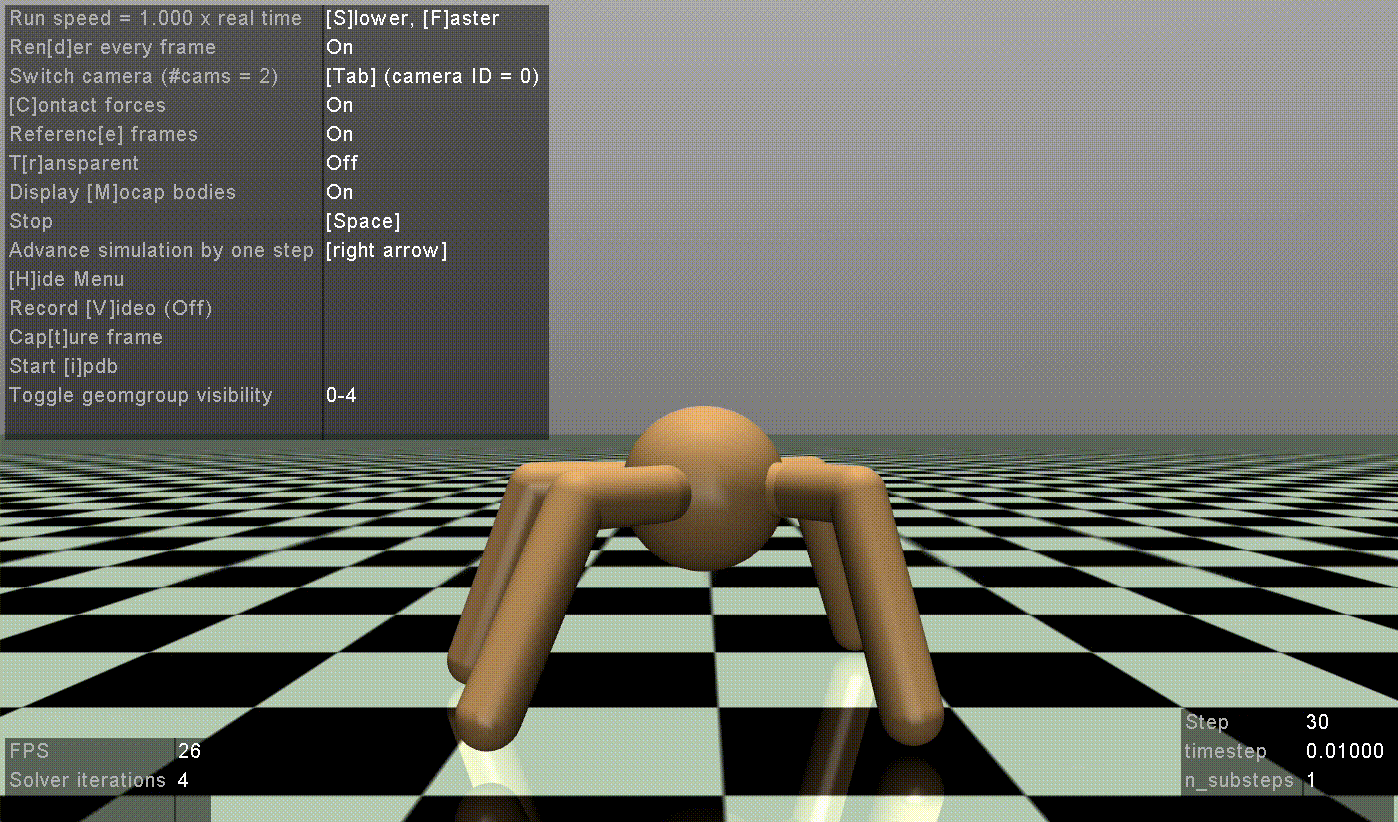 Run speed = 1.000 x real time [S]lower, [F]aster
Ren[d]er every frame On
Switch camera (#cams = 2) [Tab] (camera ID = 0)
[C]ontact forces On
Referenc[e] frames On
T[r]ansparent Off
Display [M]ocap bodies On
Stop [Space]
Advance simulation by one step [right arrow]
[H]ide Menu
Record [V]ideo (Off)
Cap[t]ure frame
Start [i]pdb
Toggle geomgroup visibility 0-4
FPS 26
Solver iterations 4
Step 30
timestep 0.01000
n_substeps 1